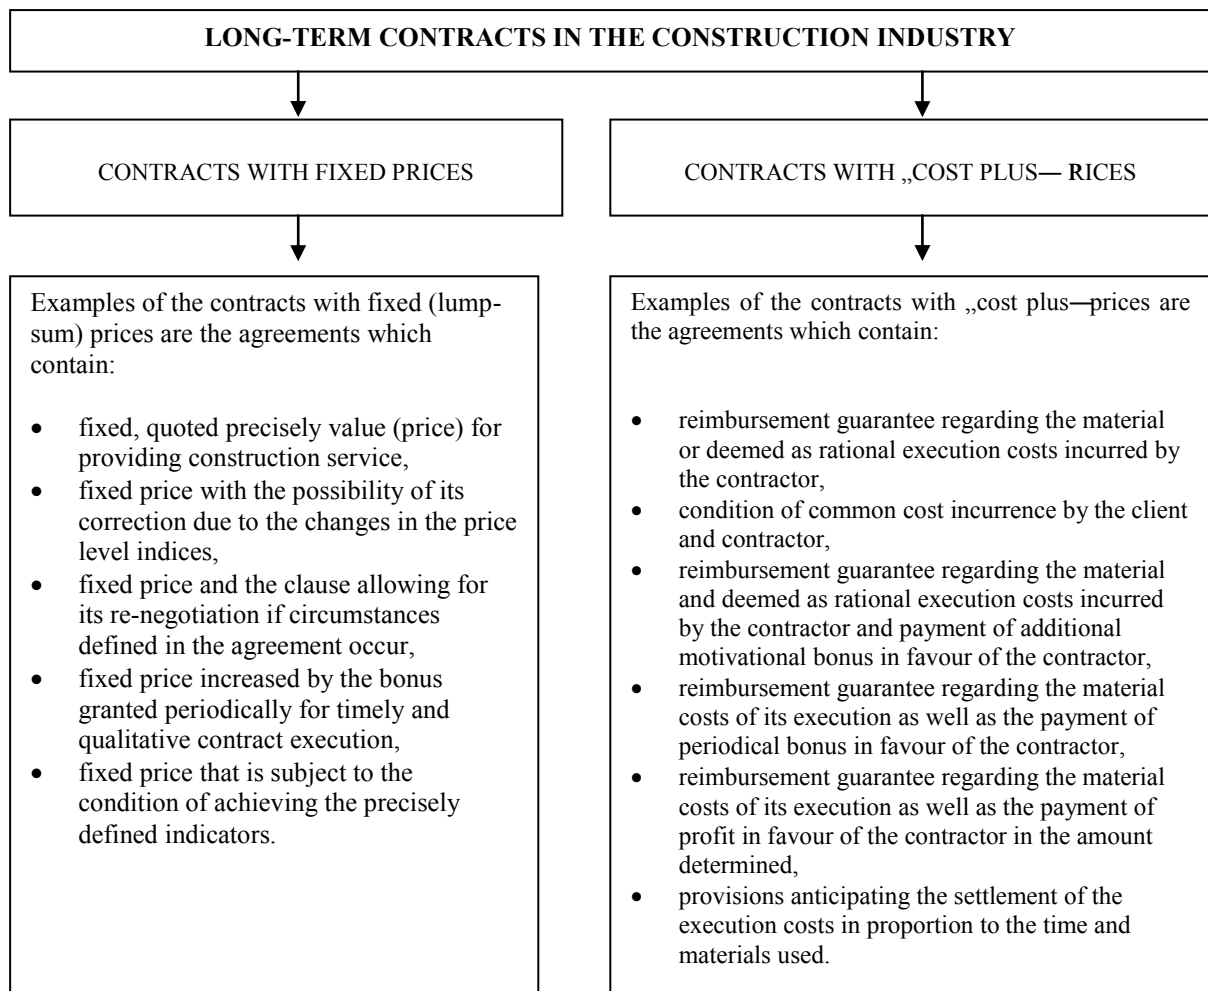 LONG-TERM CONTRACTS IN THE CONSTRUCTION INDUSTRY
CONTRACTS WITH FIXED PRICES
CONTRACTS WITH „COST PLUS— RICES
Examples of the contracts with fixed (lump-
sum) prices are the agreements which
contain:
• fixed, quoted precisely value (price) for
providing construction service,
• fixed price with the possibility of its
correction due to the changes in the price
level indices,
• fixed price and the clause allowing for
its re-negotiation if circumstances
defined in the agreement occur,
• fixed price increased by the bonus
granted periodically for timely and
qualitative contract execution,
• fixed price that is subject to the
condition of achieving the precisely
defined indicators.
Examples of the contracts with „cost plus—prices are
the agreements which contain:
• reimbursement guarantee regarding the material
or deemed as rational execution costs incurred by
the contractor,
• condition of common cost incurrence by the client
and contractor,
• reimbursement guarantee regarding the material
and deemed as rational execution costs incurred
by the contractor and payment of additional
motivational bonus in favour of the contractor,
• reimbursement guarantee regarding the material
costs of its execution as well as the payment of
periodical bonus in favour of the contractor,
• reimbursement guarantee regarding the material
costs of its execution as well as the payment of
profit in favour of the contractor in the amount
determined,
• provisions anticipating the settlement of the
execution costs in proportion to the time and
materials used.